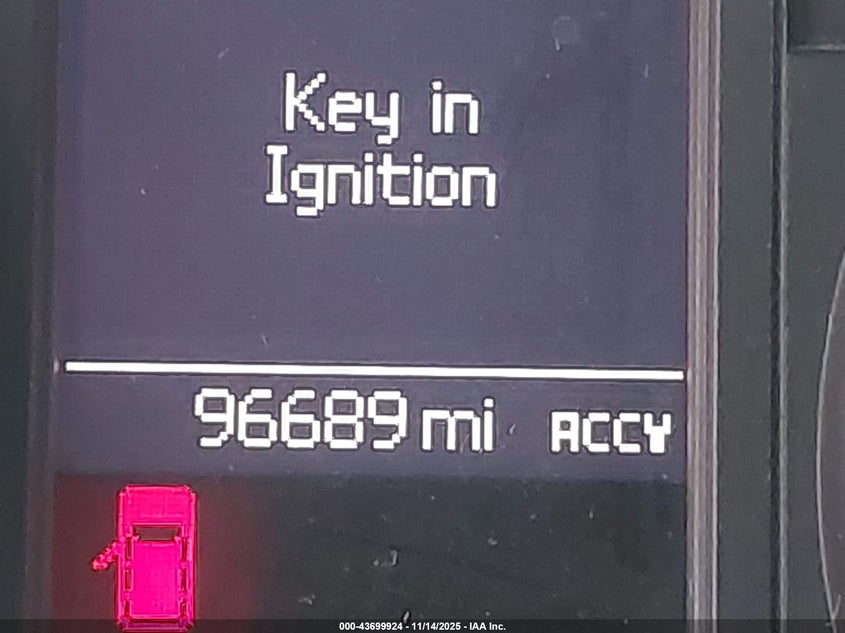 Key in
Ignition
96689 mi ACCY
000-43699924 - 11/14/2025 - IAA Inc.